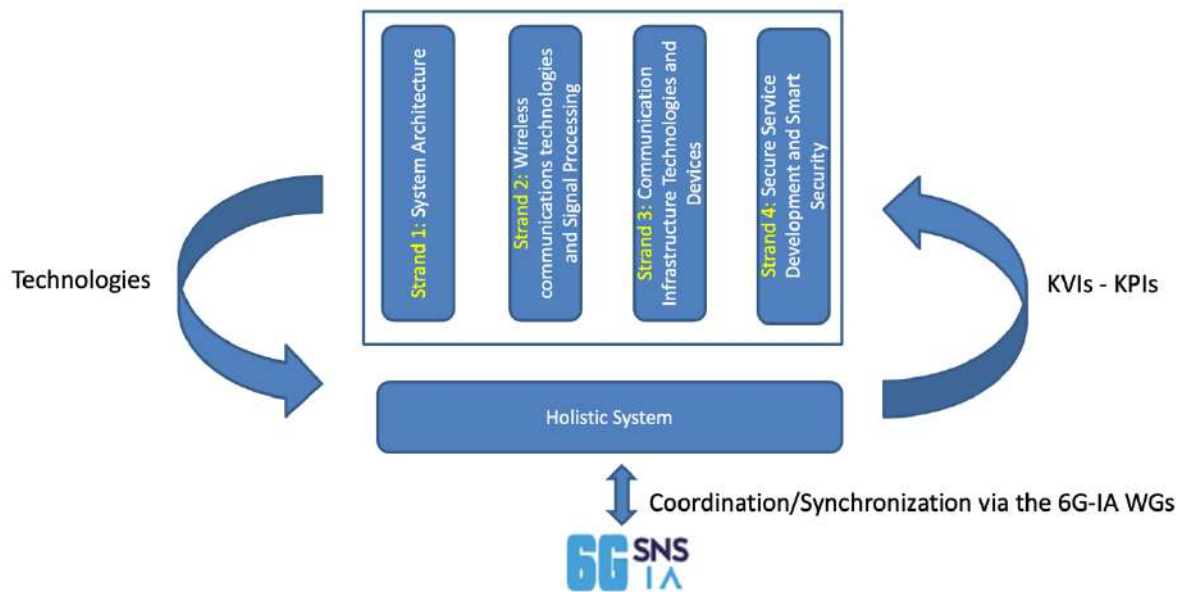 Strand 1: System Architecture
Strand 2: Wireless
communications technologies
and Signal Processing
Strand 3: Communication
Infrastructure Technologies and
Devices
Strand 4: Secure Service
Development and Smart
Security
Technologies
KVIs - KPIs
Holistic System
Coordination/Synchronization via the 6G-IA WGs
6G SNS
IA